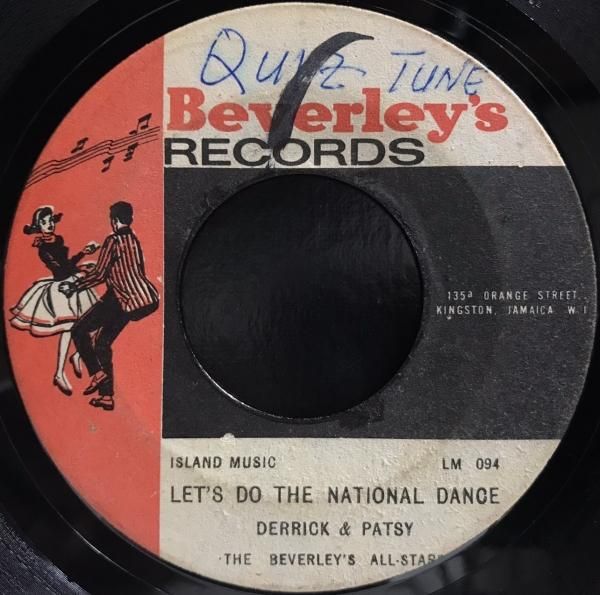 QUIZ TUNE
Beverley's
RECORDS
135a ORANGE STREET.
KINGSTON, JAMAICA W.I
ISLAND MUSIC LM 094
LET'S DO THE NATIONAL DANCE
DERRICK & PATSY
THE BEVERLEY'S ALL-STARS